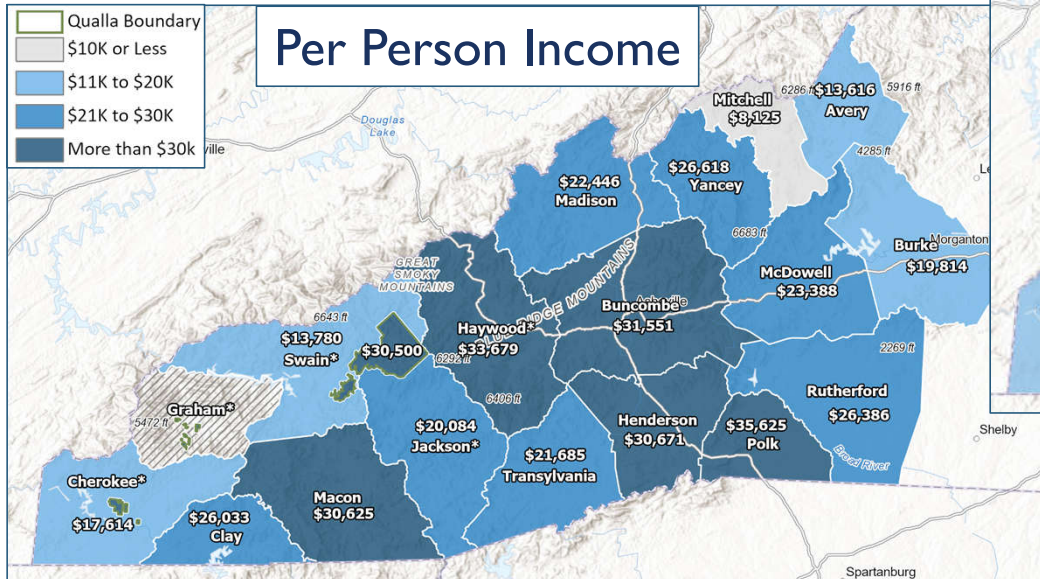 Per Person Income
Qualla Boundary
$10K or Less
$11K to $20K
$21K to $30K
More than $30k
ville
Douglas
Lake
Mitchell
$8,125
6286 ft
$13,616
Avery
5916 ft
4285 ft
Le
$26,618
Yancey
$22,446
Madison
6683 ft
Burke
Morganton
$19,814
McDowell
$23,388
GREAT
SMOKY
MOUNTAINS
RIDGE MOUNTAINS
Buncombe
$31,551
Haywood*
$33,679
6643 ft
$13,780
Swain*
$30,500
6292 ft
6406 ft
2269 ft
Rutherford
$26,386
Graham*
5472 ft
$20,084
Jackson*
Henderson
$30,671
$35,625
Polk
Shelby
Broad River
$21,685
Transylvania
Cherokee*
$17,614
Macon
$30,625
$26,033
Clay
Spartanburg